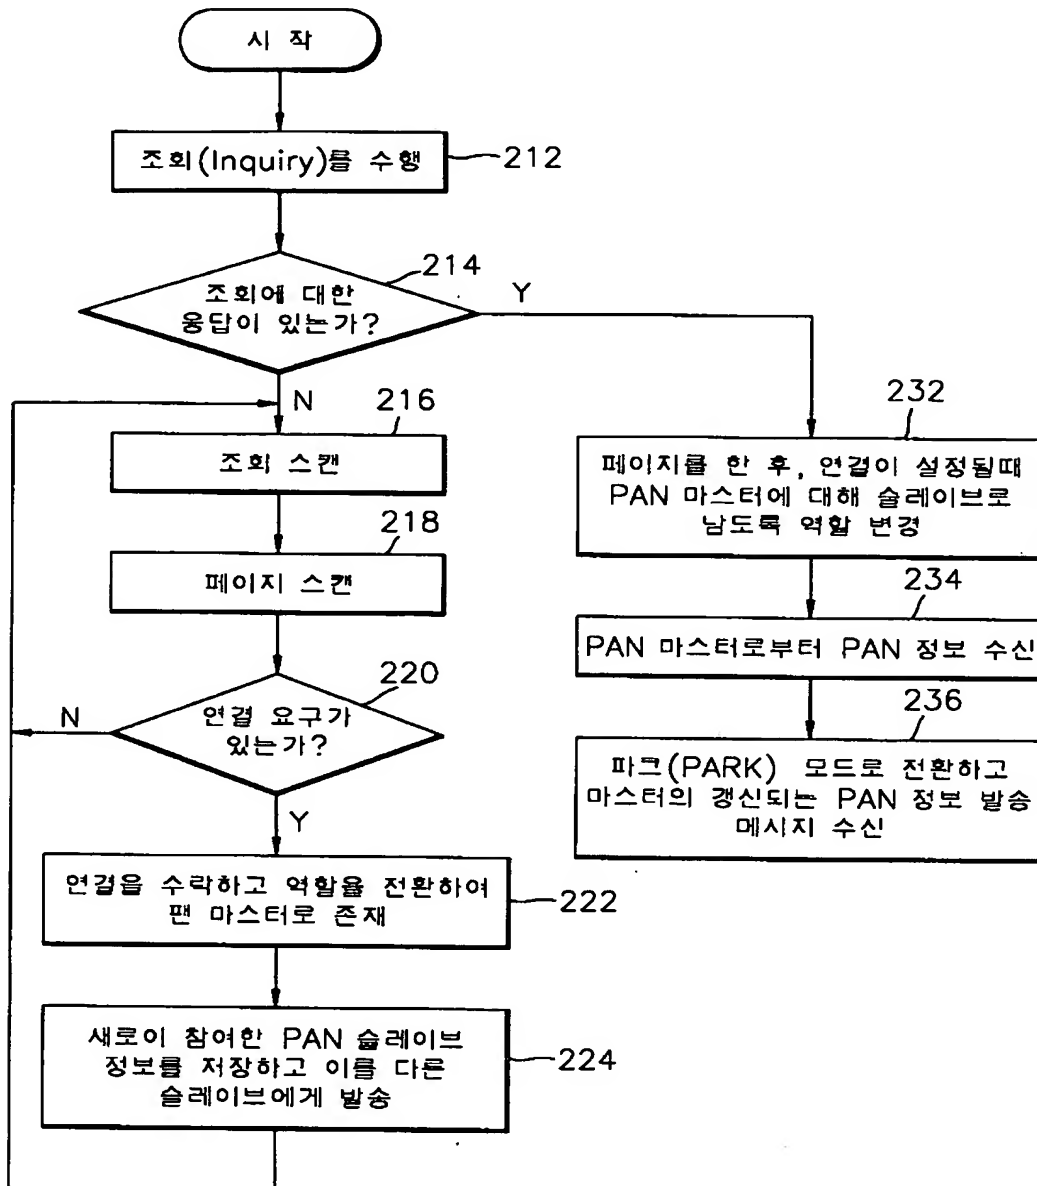 시 작
조회(Inquiry)를 수행
212
214
조회에 대한
응답이 있는가?
Y
N
216
조회 스캔
218
페이지 스캔
220
연결 요구가
있는가?
N
Y
연결을 수락하고 역할을 전환하여
팬 마스터로 존재
222
새로이 참여한 PAN 슬레이브
정보를 저장하고 이를 다른
슬레이브에게 발송
224
232
페이지를 한 후, 연결이 설정될때
PAN 마스터에 대해 슬레이브로
남도록 역할 변경
234
PAN 마스터로부터 PAN 정보 수신
236
파크(PARK) 모드로 전환하고
마스터의 갱신되는 PAN 정보 발송
메시지 수신